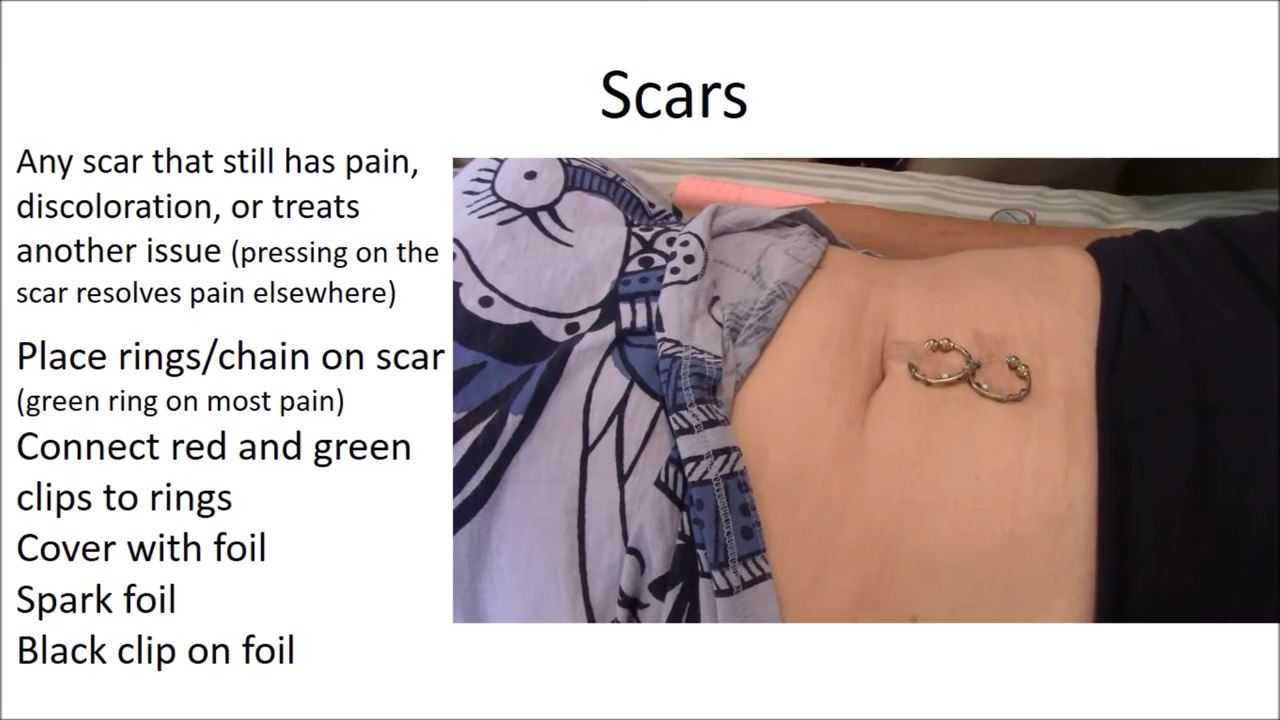 Scars
Any scar that still has pain,
discoloration, or treats
another issue (pressing on the
scar resolves pain elsewhere)
Place rings/chain on scar
(green ring on most pain)
Connect red and green
clips to rings
Cover with foil
Spark foil
Black clip on foil